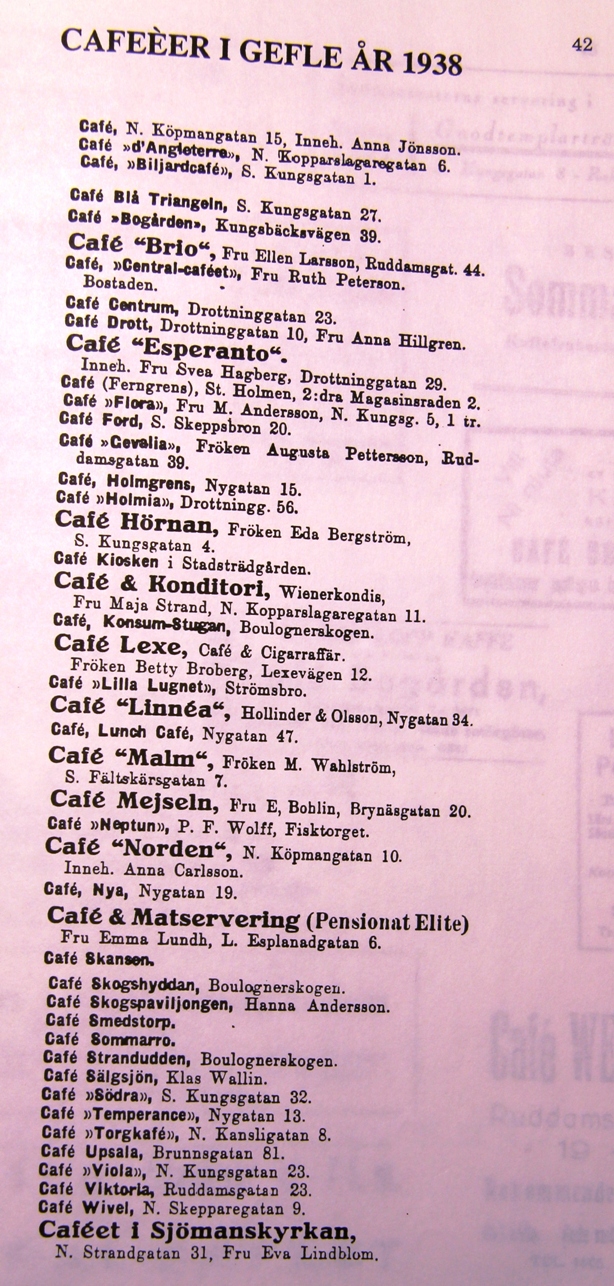 CAFEÈER I GEFLE ÅR 1938
42
Café, N. Köpmangatan 15, Inneh. Anna Jönsson.
Café »d'Angleterre», N. Kopparslagaregatan 6.
Café, »Biljardcafé», S. Kungsgatan 1.
Café Blå Triangeln, S. Kungsgatan 27.
Café »Bogården», Kungsbäcksvägen 39.
Café “Brio“, Fru Ellen Larsson, Ruddamsgat. 44.
Café, »Central-caféet», Fru Ruth Peterson.
Bostaden.
Café Centrum, Drottninggatan 23.
Café Drott, Drottninggatan 10, Fru Anna Hillgren.
Café “Esperanto“.
Inneh. Fru Svea Hagberg, Drottninggatan 29.
Café (Ferngrens), St. Holmen, 2:dra Magasinsraden 2.
Café »Flora», Fru M. Andersson, N. Kungsg. 5, 1 tr.
Café Ford, S. Skeppsbron 20.
Café »Gevalia», Fröken Augusta Pettersson, Rud-
damsgatan 39.
Café, Holmgrens, Nygatan 15.
Café »Holmia», Drottningg. 56.
Café Hörnan, Fröken Eda Bergström,
S. Kungsgatan 4.
Café Kiosken i Stadsträdgården.
Café & Konditori, Wienerkondis,
Fru Maja Strand, N. Kopparslagaregatan 11.
Café, Konsum-Stugan, Boulognerskogen.
Café Lexe, Café & Cigarraffär.
Fröken Betty Broberg, Lexevägen 12.
Café »Lilla Lugnet», Strömsbro.
Café “Linnéa“, Hollinder & Olsson, Nygatan 34.
Café, Lunch Café, Nygatan 47.
Café “Malm“, Fröken M. Wahlström,
S. Fältskärsgatan 7.
Café Mejseln, Fru E, Bohlin, Brynäsgatan 20.
Café »Neptun», P. F. Wolff, Fisktorget.
Café “Norden“, N. Köpmangatan 10.
Inneh. Anna Carlsson.
Café, Nya, Nygatan 19.
Café & Matservering (Pensionat Elite)
Fru Emma Lundh, L. Esplanadgatan 6.
Café Skansen.
Café Skogshyddan, Boulognerskogen.
Café Skogspaviljongen, Hanna Andersson.
Café Smedstorp.
Café Sommarro.
Café Strandudden, Boulognerskogen.
Café Sälgsjön, Klas Wallin.
Café »Södra», S. Kungsgatan 32.
Café »Temperance», Nygatan 13.
Café »Torgkafé», N. Kansligatan 8.
Café Upsala, Brunnsgatan 81.
Café »Viola», N. Kungsgatan 23.
Café Viktoria, Ruddamsgatan 23.
Café Wivel, N. Skepparegatan 9.
Caféet i Sjömanskyrkan,
N. Strandgatan 31, Fru Eva Lindblom.